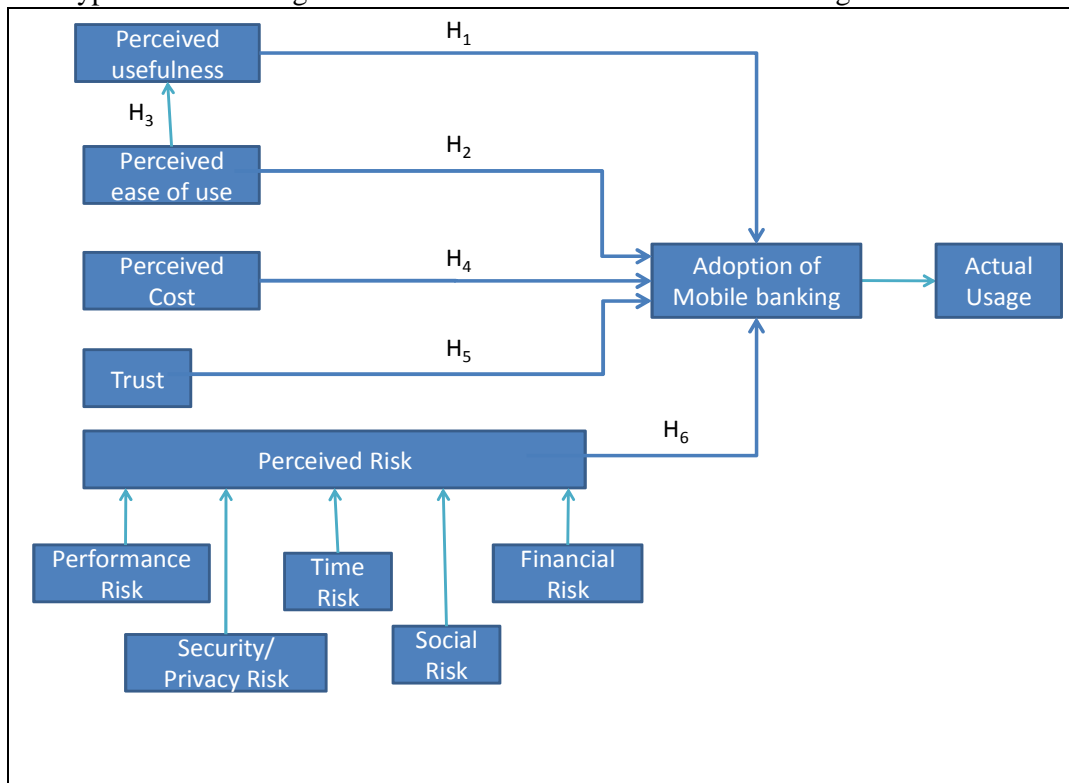 Perceived
usefulness
H1
H3
Perceived
ease of use
H2
Perceived
Cost
H4
Adoption of
Mobile banking
Actual
Usage
Trust
H5
Perceived Risk
H6
Performance
Risk
Time
Risk
Financial
Risk
Security/
Privacy Risk
Social
Risk